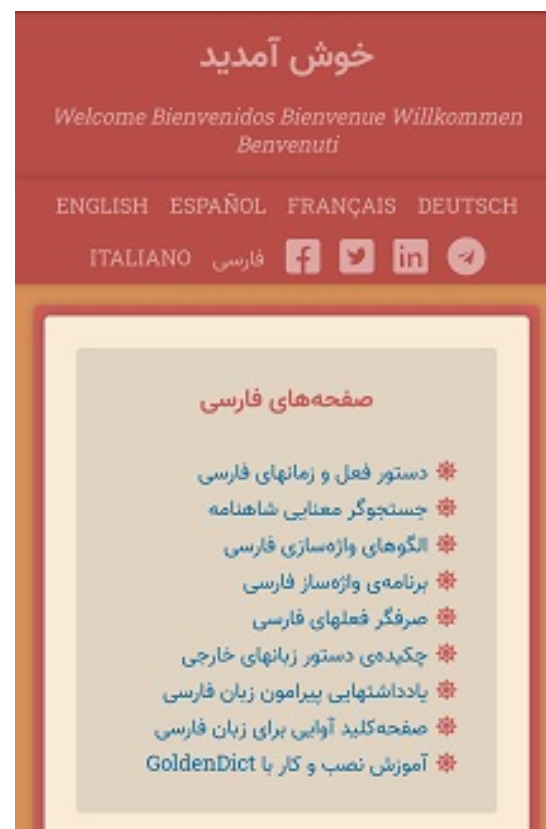 خوش آمدید
Welcome Bienvenidos Bienvenue Willkommen
Benvenuti
ENGLISH ESPAÑOL FRANÇAIS DEUTSCH
ITALIANO فارسی
صفحه‌های فارسی
دستور فعل و زمانهای فارسی
جستجوگر معنایی شاهنامه
الگوهای واژه‌سازی فارسی
برنامه‌ی واژه‌ساز فارسی
صرفگر فعلهای فارسی
چکیده‌ی دستور زبانهای خارجی
یادداشتهایی پیرامون زبان فارسی
صفحه‌کلید آوایی برای زبان فارسی
آموزش نصب و کار با GoldenDict